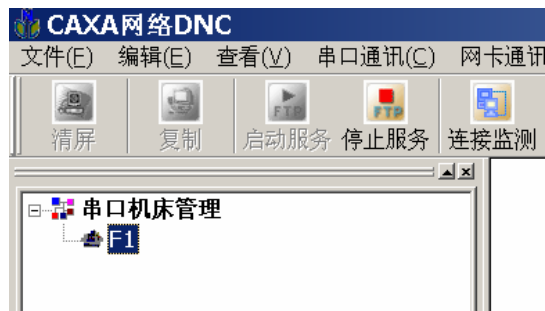 CAXA网络DNC
文件(F) 编辑(E) 查看(V) 串口通讯(C) 网卡通讯
FTP FTP
清屏 复制 启动服务 停止服务 连接监测
串口机床管理
F1